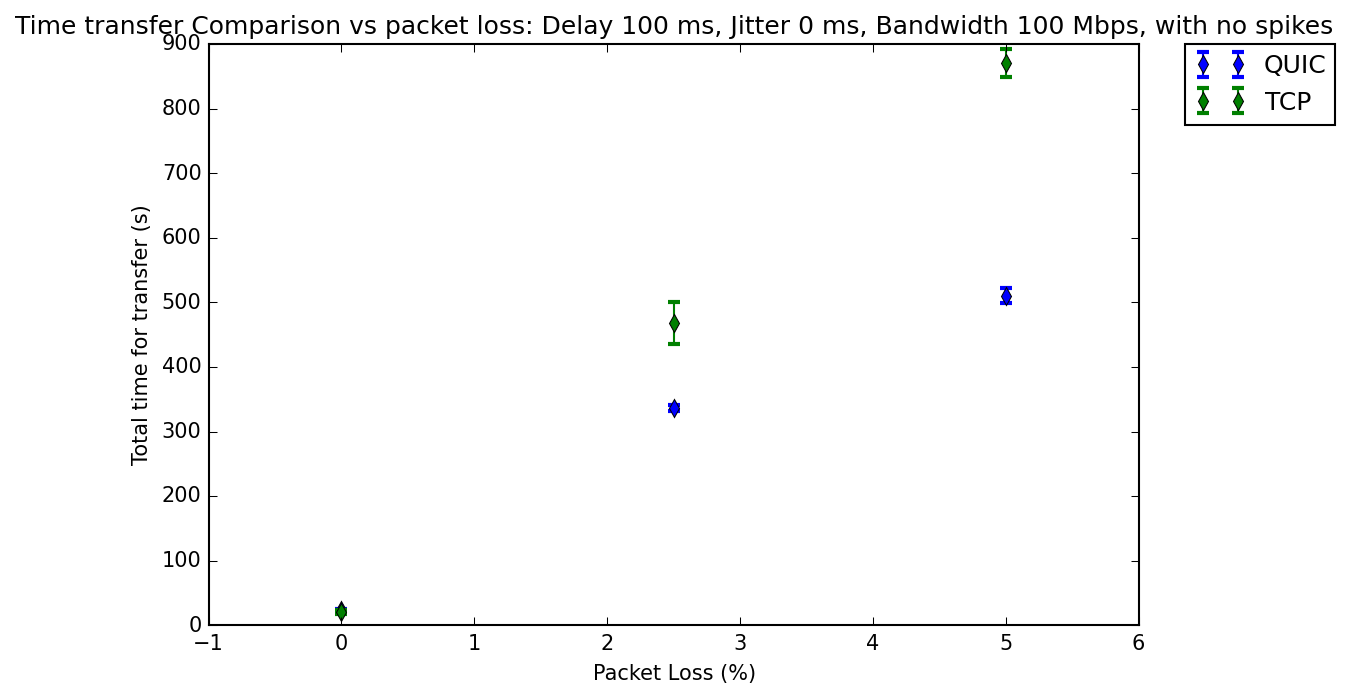 Time transfer Comparison vs packet loss: Delay 100 ms, Jitter 0 ms, Bandwidth 100 Mbps, with no spikes
900
800
700
600
500
400
300
200
100
0
Total time for transfer (s)
−1 0 1 2 3 4 5 6
Packet Loss (%)
QUIC
TCP